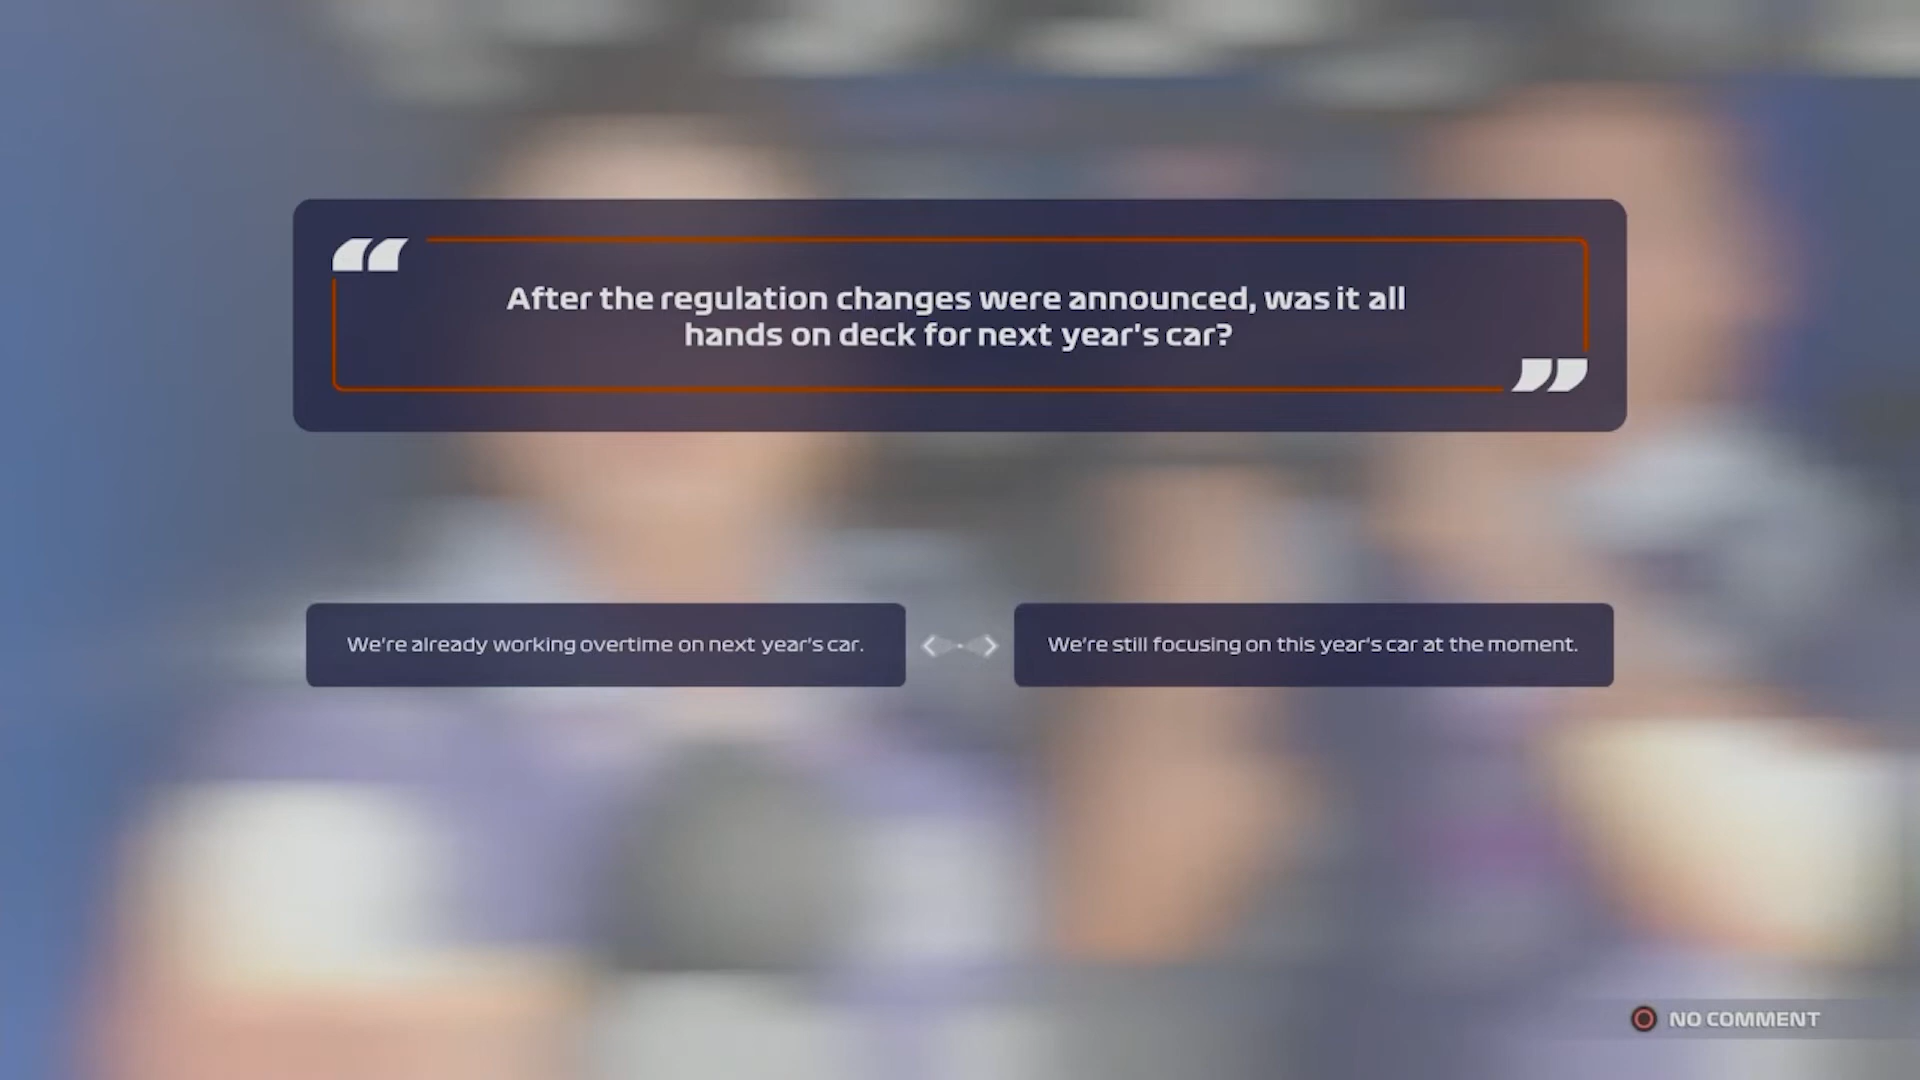 After the regulation changes were announced, was it all
hands on deck for next year's car?
We're already working overtime on next year's car.
We're still focusing on this year's car at the moment.
NO COMMENT